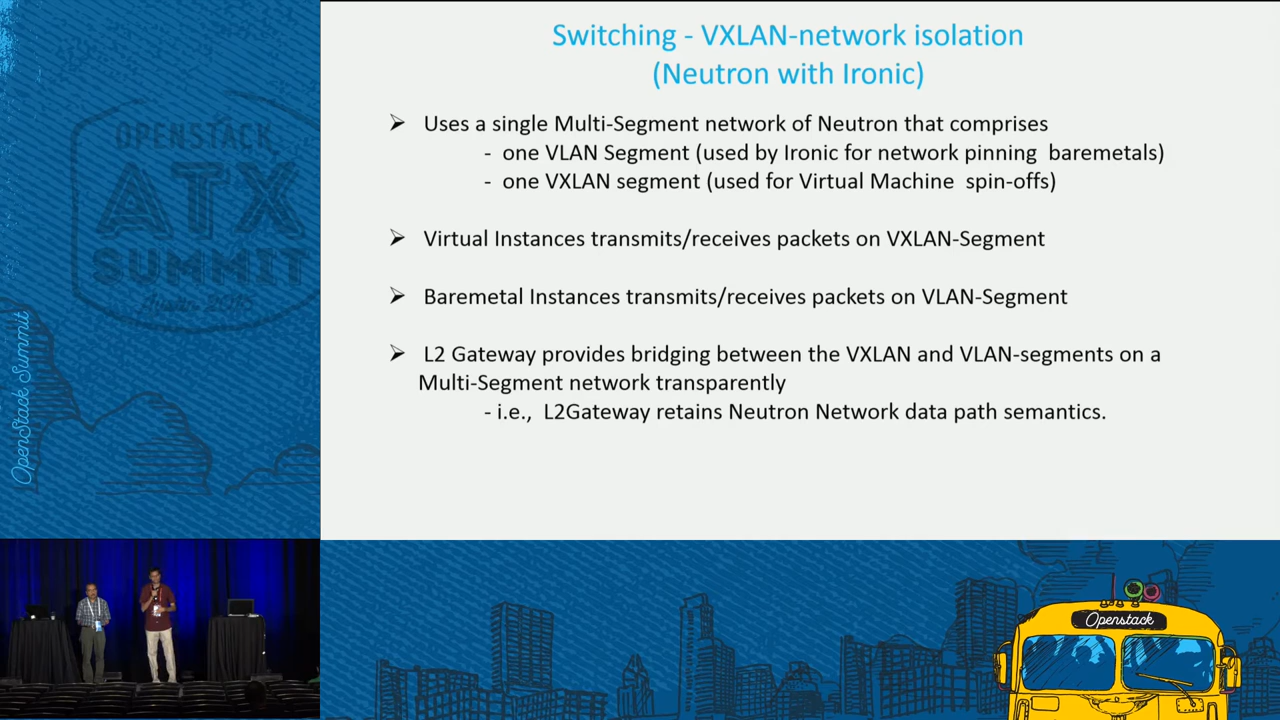 Switching - VXLAN-network isolation
(Neutron with Ironic)
➢ Uses a single Multi-Segment network of Neutron that comprises
- one VLAN Segment (used by Ironic for network pinning baremetals)
- one VXLAN segment (used for Virtual Machine spin-offs)
➢ Virtual Instances transmits/receives packets on VXLAN-Segment
➢ Baremetal Instances transmits/receives packets on VLAN-Segment
➢ L2 Gateway provides bridging between the VXLAN and VLAN-segments on a
Multi-Segment network transparently
- i.e., L2Gateway retains Neutron Network data path semantics.
OPENSTACK
ATX
SUMMIT
Austin, 2016
OpenStack Summit
Openstack